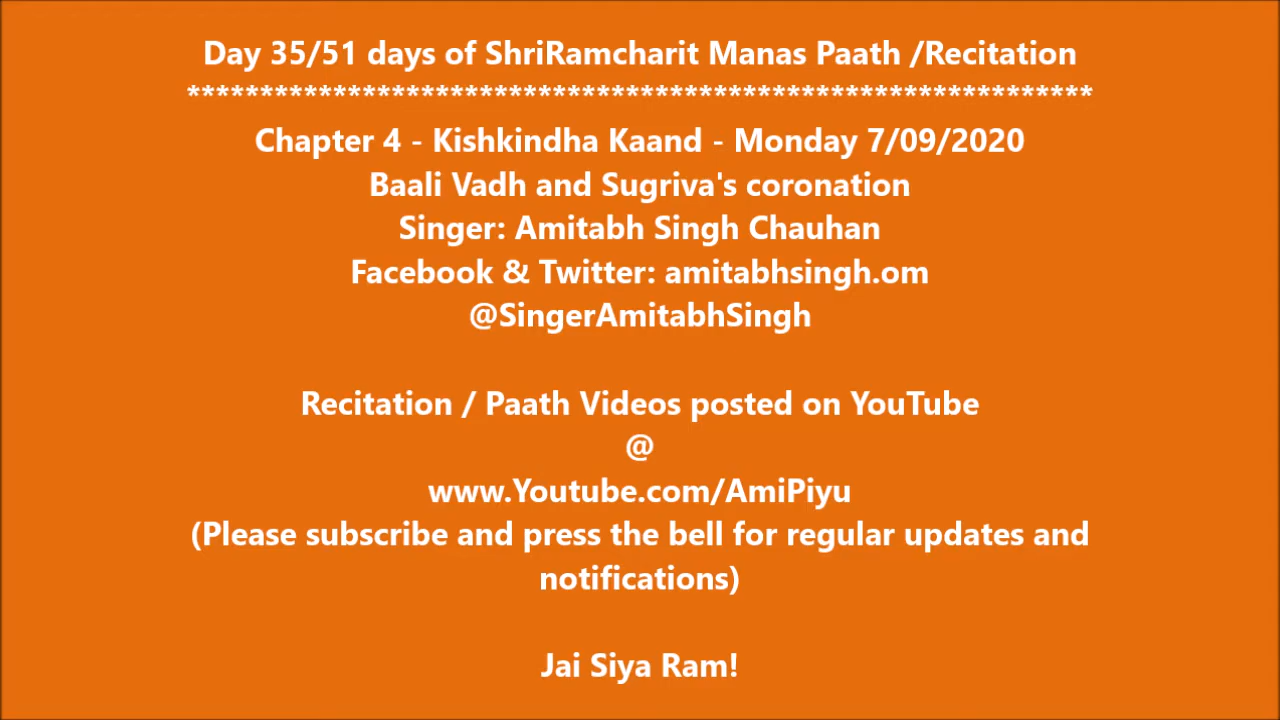 Day 35/51 days of ShriRamcharit Manas Paath /Recitation
**************************************************************
Chapter 4 - Kishkindha Kaand - Monday 7/09/2020
Baali Vadh and Sugriva's coronation
Singer: Amitabh Singh Chauhan
Facebook & Twitter: amitabhsingh.om
@SingerAmitabhSingh
Recitation / Paath Videos posted on YouTube
@
www.Youtube.com/AmiPiyu
(Please subscribe and press the bell for regular updates and
notifications)
Jai Siya Ram!